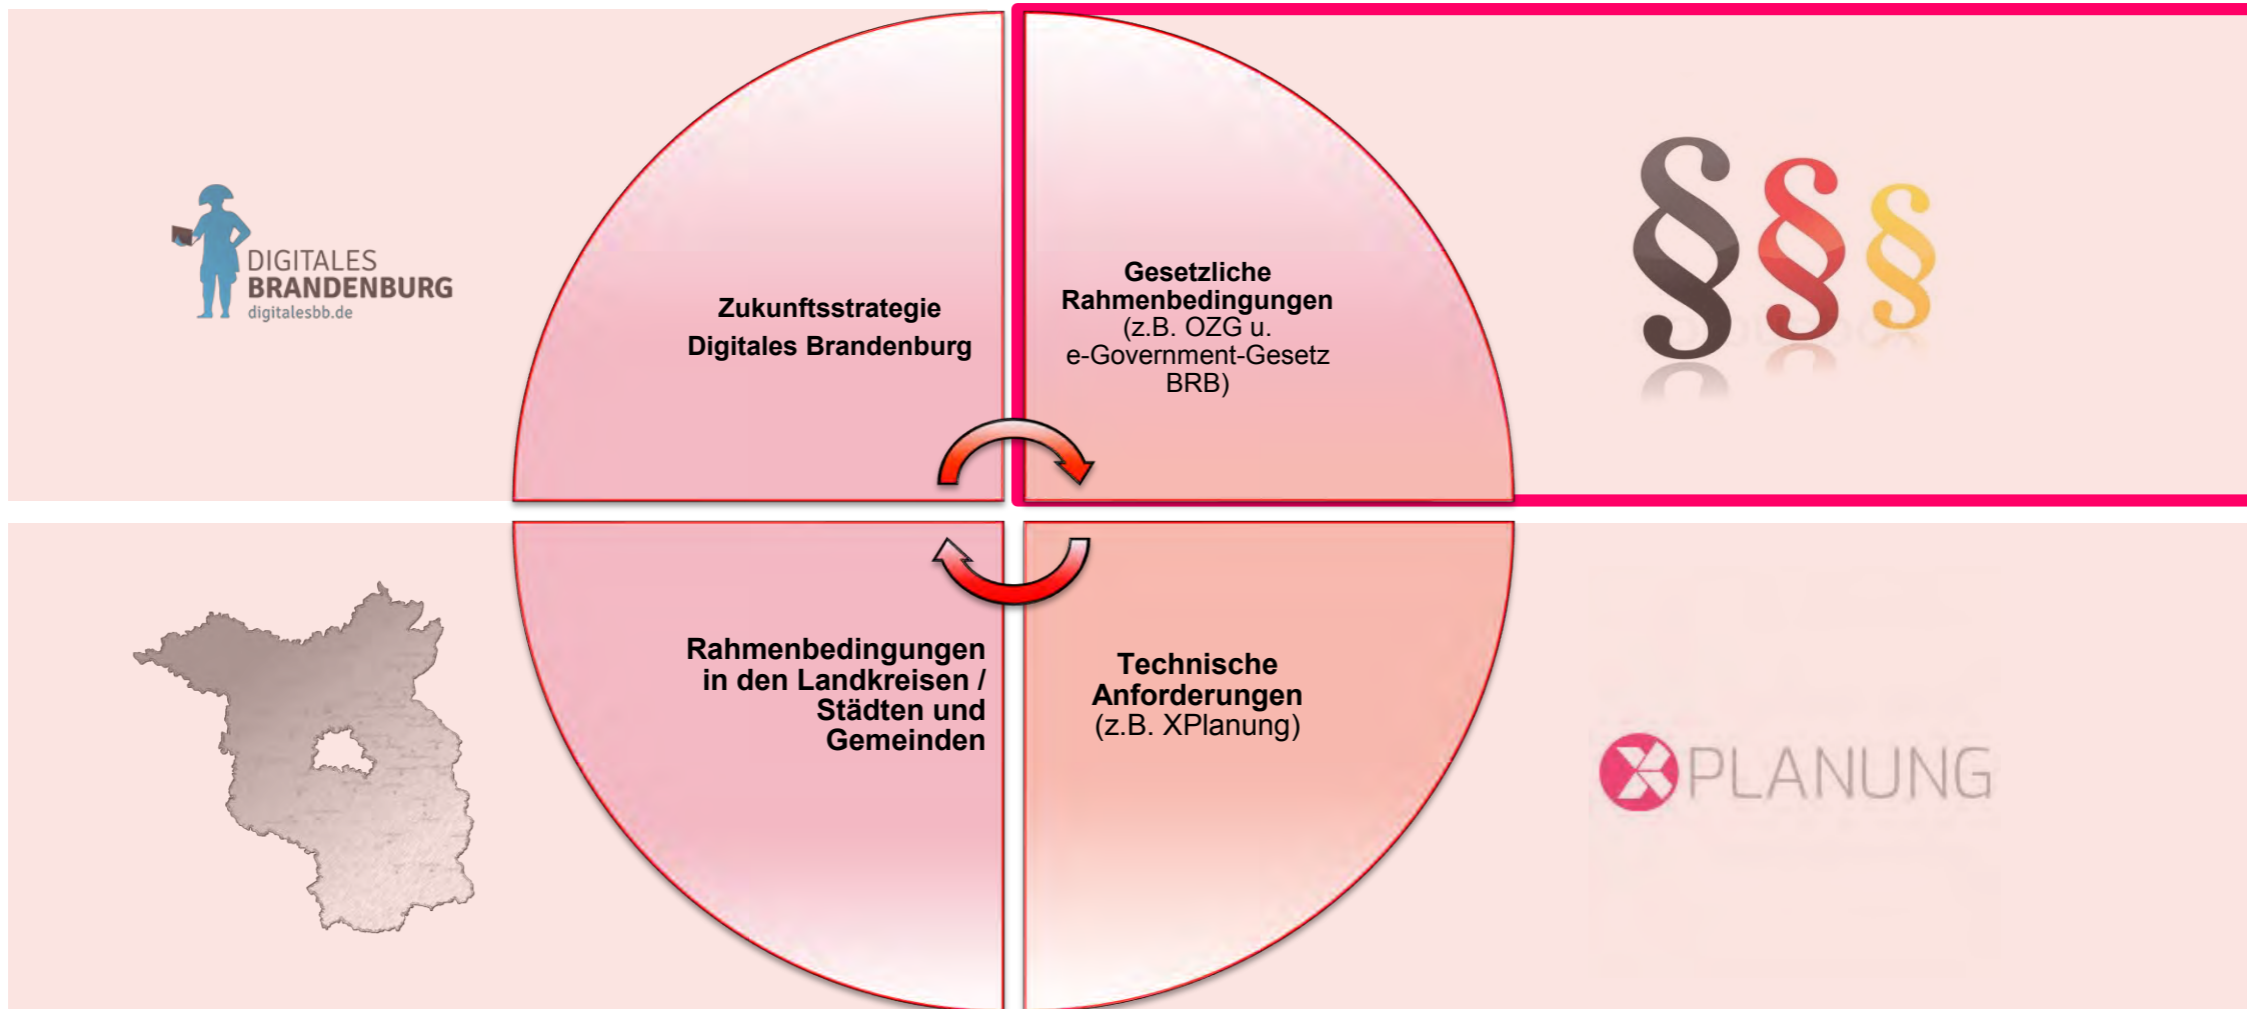 DIGITALES
BRANDENBURG
digitalesbb.de
Zukunftsstrategie
Digitales Brandenburg
Gesetzliche
Rahmenbedingungen
(z.B. OZG u.
e-Government-Gesetz
BRB)
§§§
Rahmenbedingungen
in den Landkreisen /
Städten und
Gemeinden
Technische
Anforderungen
(z.B. XPlanung)
XPLANUNG